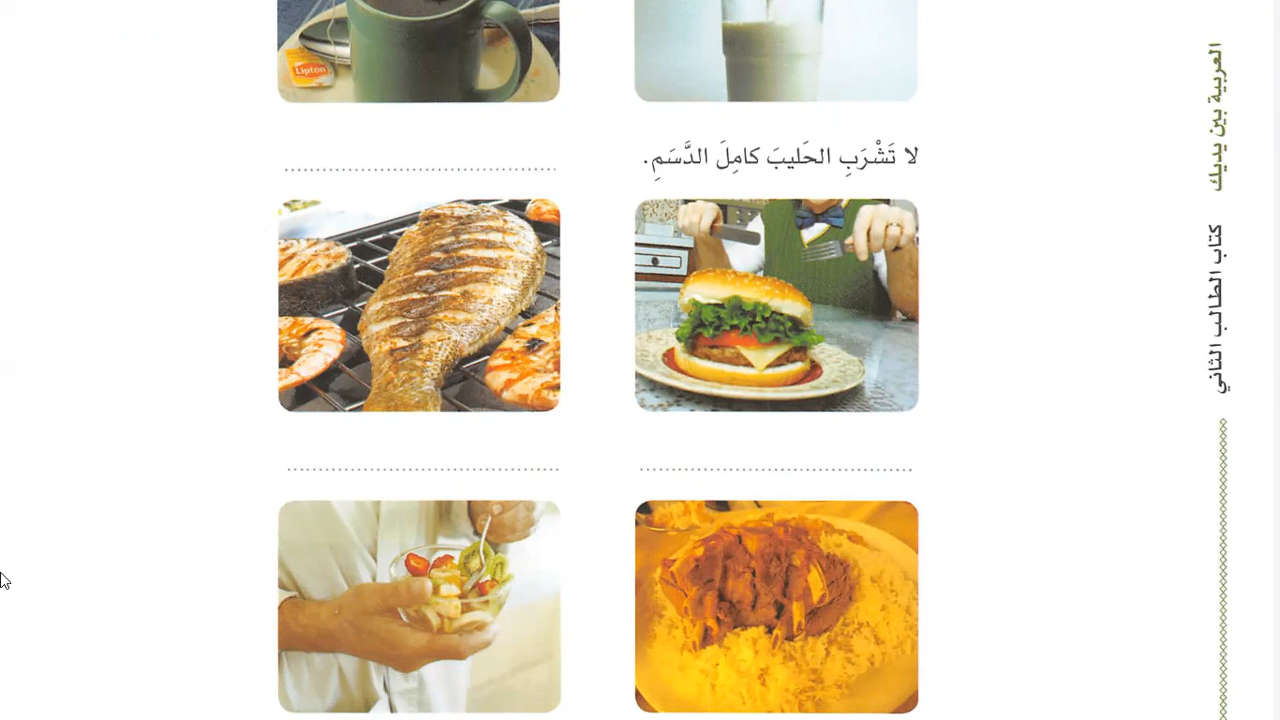 Lipton
لا تَشْرَبِ الحَليبَ كامِلَ الدَّسَمِ.
العربية بين يديك
كتاب الطالب الثاني